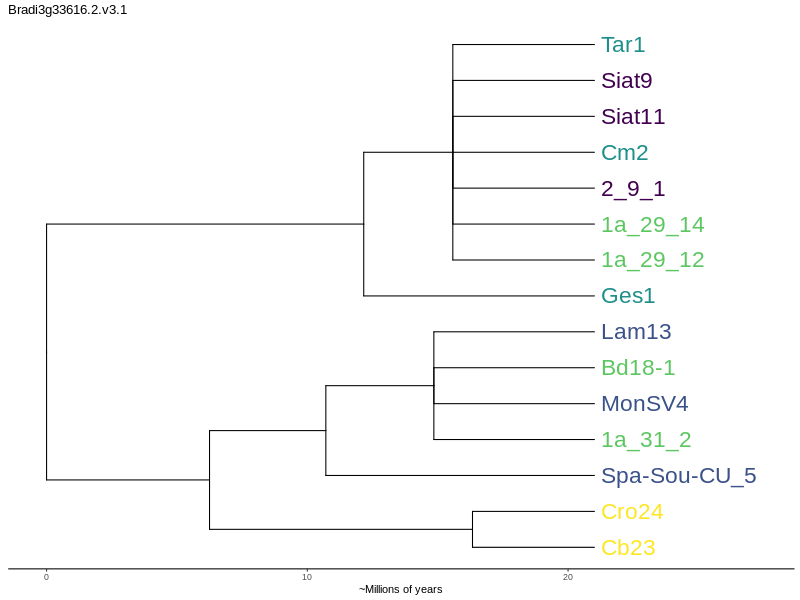 Bradi3g33616.2.v3.1
Tar1
Siat9
Siat11
Cm2
2_9_1
1a_29_14
1a_29_12
Ges1
Lam13
Bd18-1
MonSV4
1a_31_2
Spa-Sou-CU_5
Cro24
Cb23
0 10 20
~Millions of years